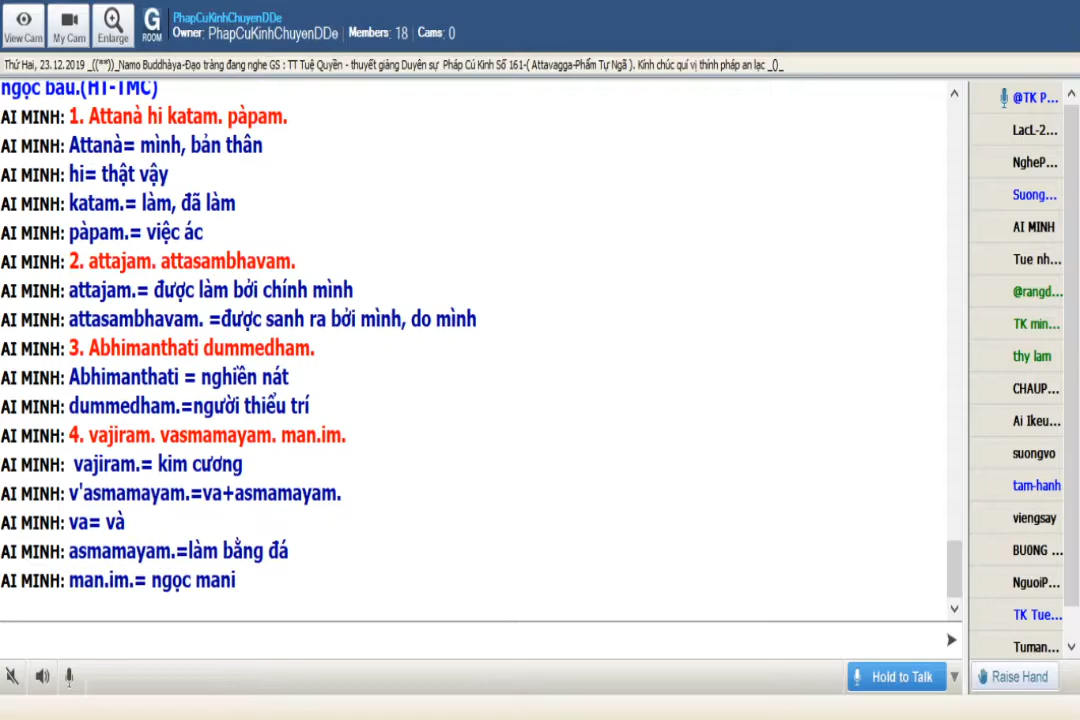 View Cam
My Cam
Enlarge
G
ROOM
PhapCuKinhChuyenDDe
Owner: PhapCuKinhChuyenDDe Members: 18 Cams: 0
Thứ Hai, 23.12.2019 _((**))_Namo Buddhàya-Đạo tràng đang nghe GS : TT Tuệ Quyền - thuyết giảng Duyên sự Pháp Cú Kinh Số 161-( Attavagga-Phẩm Tự Ngã ). Kính chúc quí vị thính pháp an lạc _()_
ngọc báu.(HT-TMC)
AI MINH: 1. Attanà hi katam. pàpam.
AI MINH: Attanà= mình, bản thân
AI MINH: hi= thật vậy
AI MINH: katam.= làm, đã làm
AI MINH: pàpam.= việc ác
AI MINH: 2. attajam. attasambhavam.
AI MINH: attajam.= được làm bởi chính mình
AI MINH: attasambhavam. =được sanh ra bởi mình, do mình
AI MINH: 3. Abhimanthati dummedham.
AI MINH: Abhimanthati = nghiền nát
AI MINH: dummedham.=người thiểu trí
AI MINH: 4. vajiram. vasmamayam. man.im.
AI MINH: vajiram.= kim cương
AI MINH: v'asmamayam.=va+asmamayam.
AI MINH: va= và
AI MINH: asmamayam.=làm bằng đá
AI MINH: man.im.= ngọc mani
@TK P...
LacL-2...
NgheP...
Suong...
AI MINH
Tue nh...
@rangd...
TK min...
thy lam
CHAUP...
Ai Ikeu...
suongvo
tam-hanh
viengsay
BUONG ...
NguoiP...
TK Tue...
Tuman...
Hold to Talk
Raise Hand